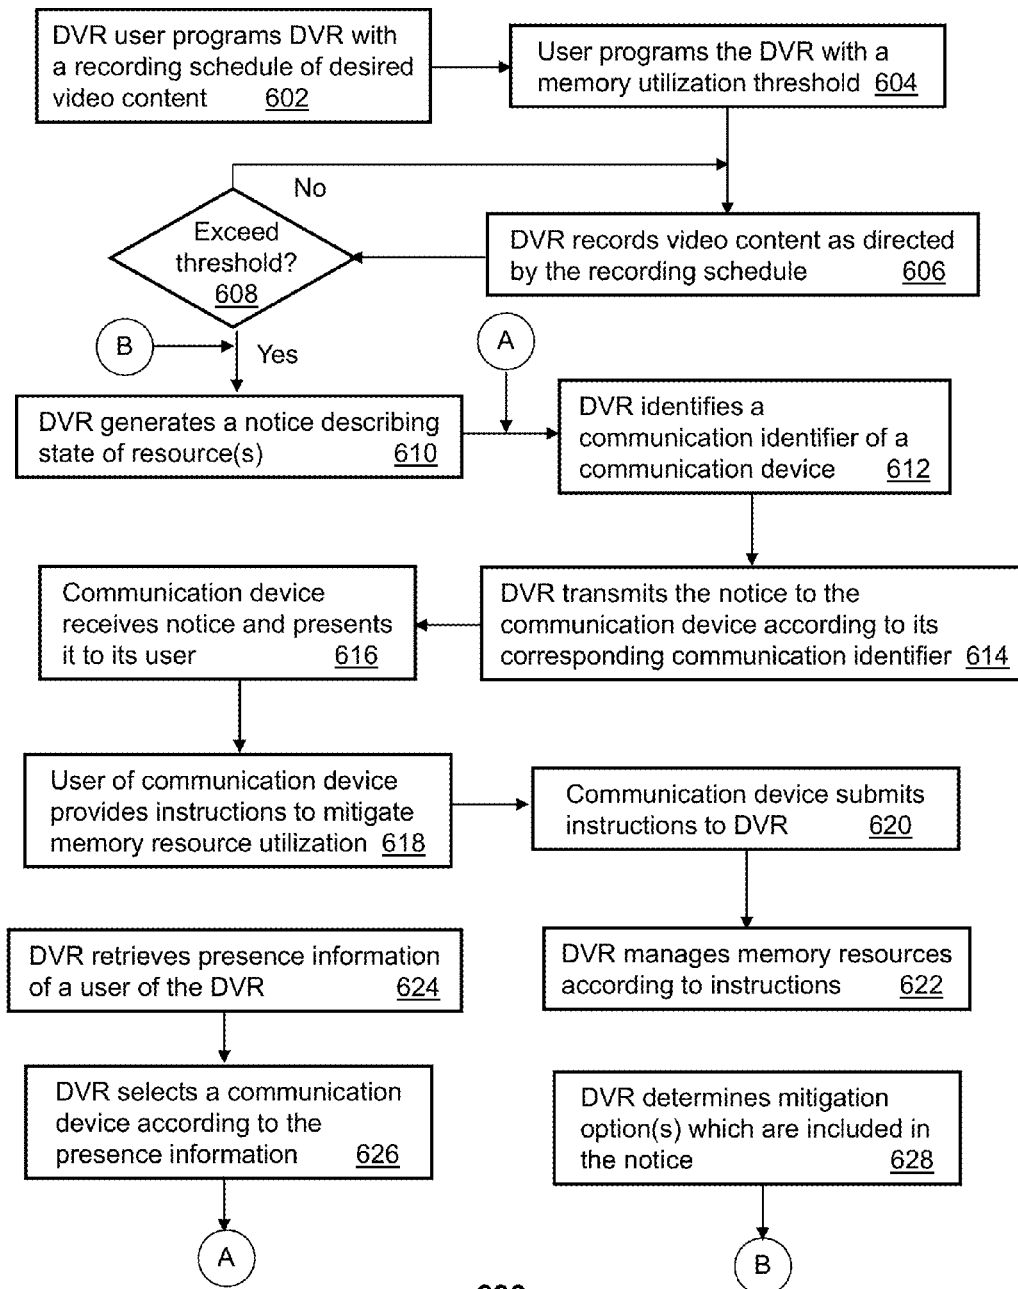 DVR user programs DVR with
a recording schedule of desired
video content 602
User programs the DVR with a
memory utilization threshold 604
No
Exceed
threshold?
608
DVR records video content as directed
by the recording schedule 606
B
Yes
A
DVR generates a notice describing
state of resource(s) 610
DVR identifies a
communication identifier of a
communication device 612
Communication device
receives notice and presents
it to its user 616
DVR transmits the notice to the
communication device according to its
corresponding communication identifier 614
User of communication device
provides instructions to mitigate
memory resource utilization 618
Communication device submits
instructions to DVR 620
DVR retrieves presence information
of a user of the DVR 624
DVR manages memory resources
according to instructions 622
DVR selects a communication
device according to the
presence information 626
DVR determines mitigation
option(s) which are included in
the notice 628
A
B